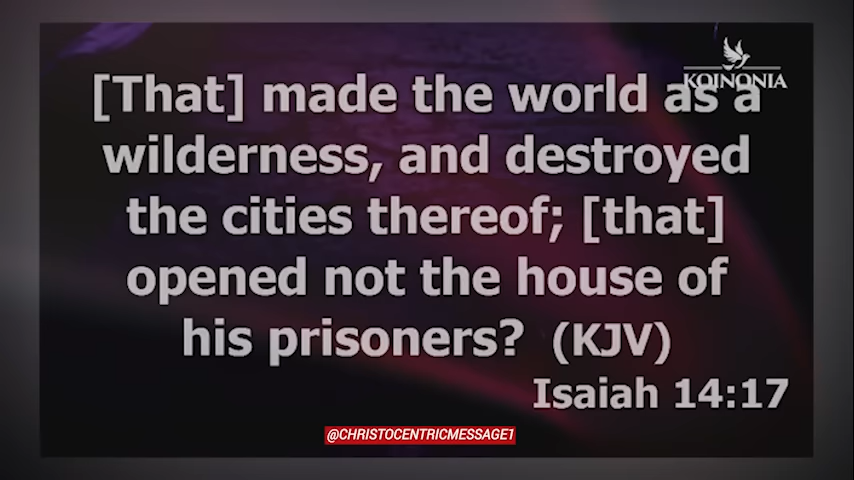 KOINONIA
[That] made the world as a
wilderness, and destroyed
the cities thereof; [that]
opened not the house of
his prisoners? (KJV)
Isaiah 14:17
@CHRISTOCENTRICMESSAGE1